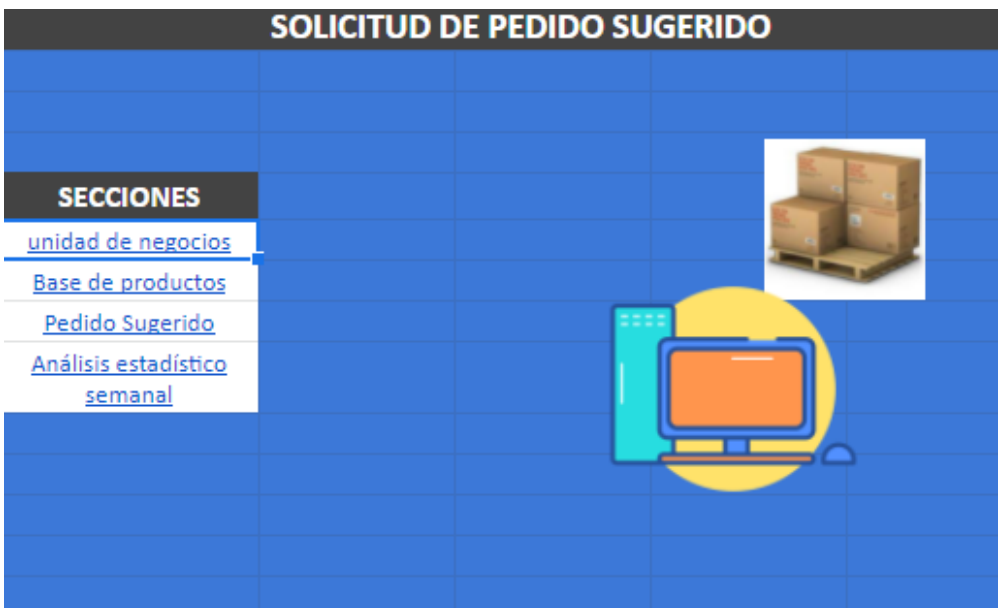 SOLICITUD DE PEDIDO SUGERIDO
SECCIONES
unidad de negocios
Base de productos
Pedido Sugerido
Análisis estadístico
semanal